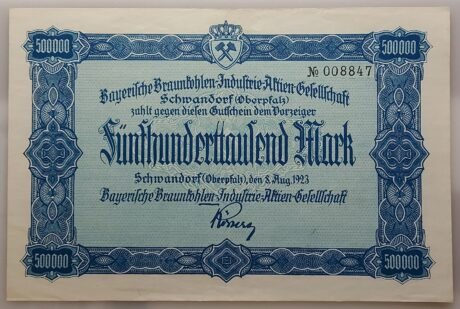 500000 500000
№ 008847
Bayerische Braunkohlen-Industrie-Aktien-Gesellschaft
Schwandorf (Oberpfalz)
zahlt gegen diesen Gutschein dem Vorzeiger
Fünfhunderttausend Mark
Schwandorf (Oberpfalz), den 8. Aug. 1923
Bayerische Braunkohlen-Industrie-Aktien-Gesellschaft
500000 500000